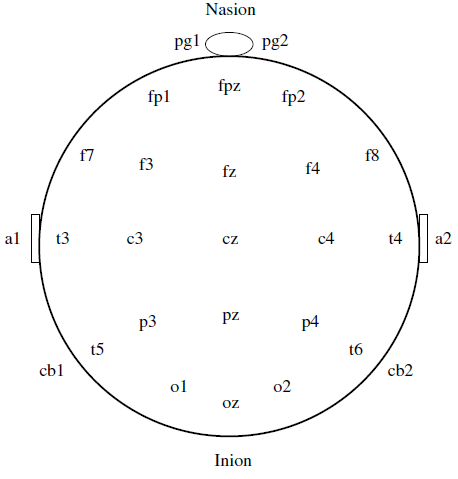 Nasion
pg1 pg2
fp1 fpz fp2
f7 f3 fz f4 f8
a1 t3 c3 cz c4 t4 a2
p3 pz p4
t5 t6
cb1 cb2
o1 oz o2
Inion